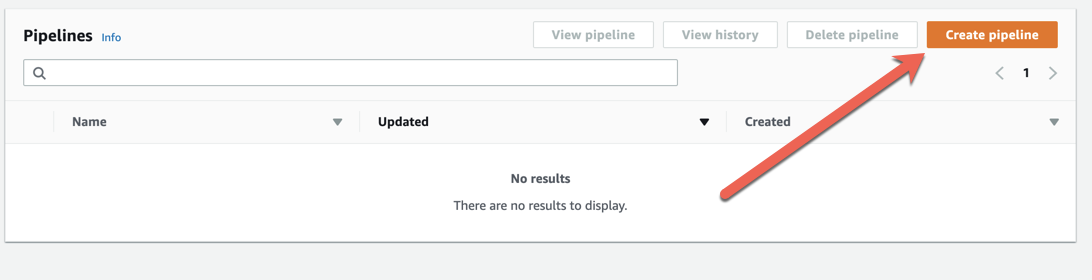 Pipelines Info
View pipeline View history Delete pipeline Create pipeline
1
Name Updated Created
No results
There are no results to display.